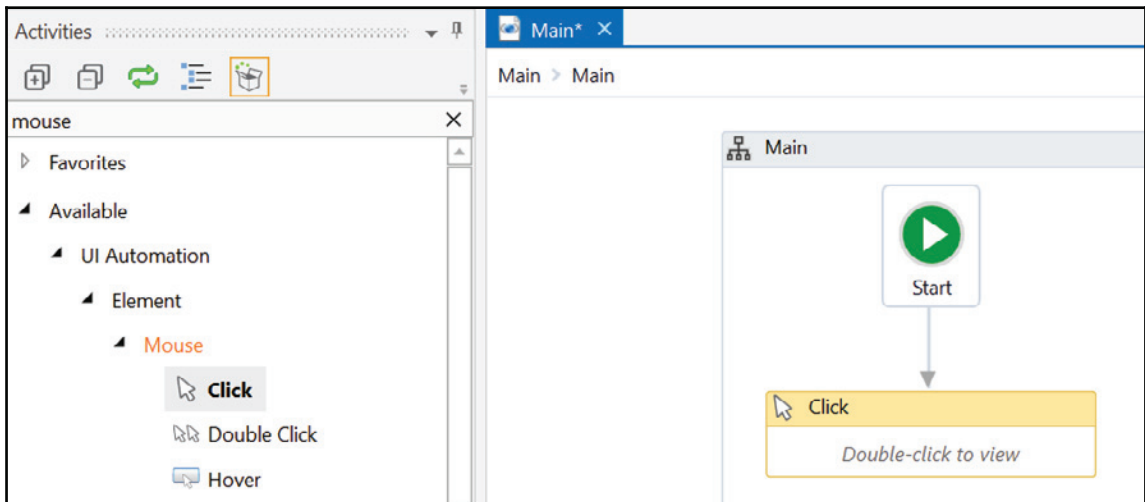 Activities
mouse
Favorites
Available
UI Automation
Element
Mouse
Click
Double Click
Hover
Main*
Main > Main
Main
Start
Click
Double-click to view